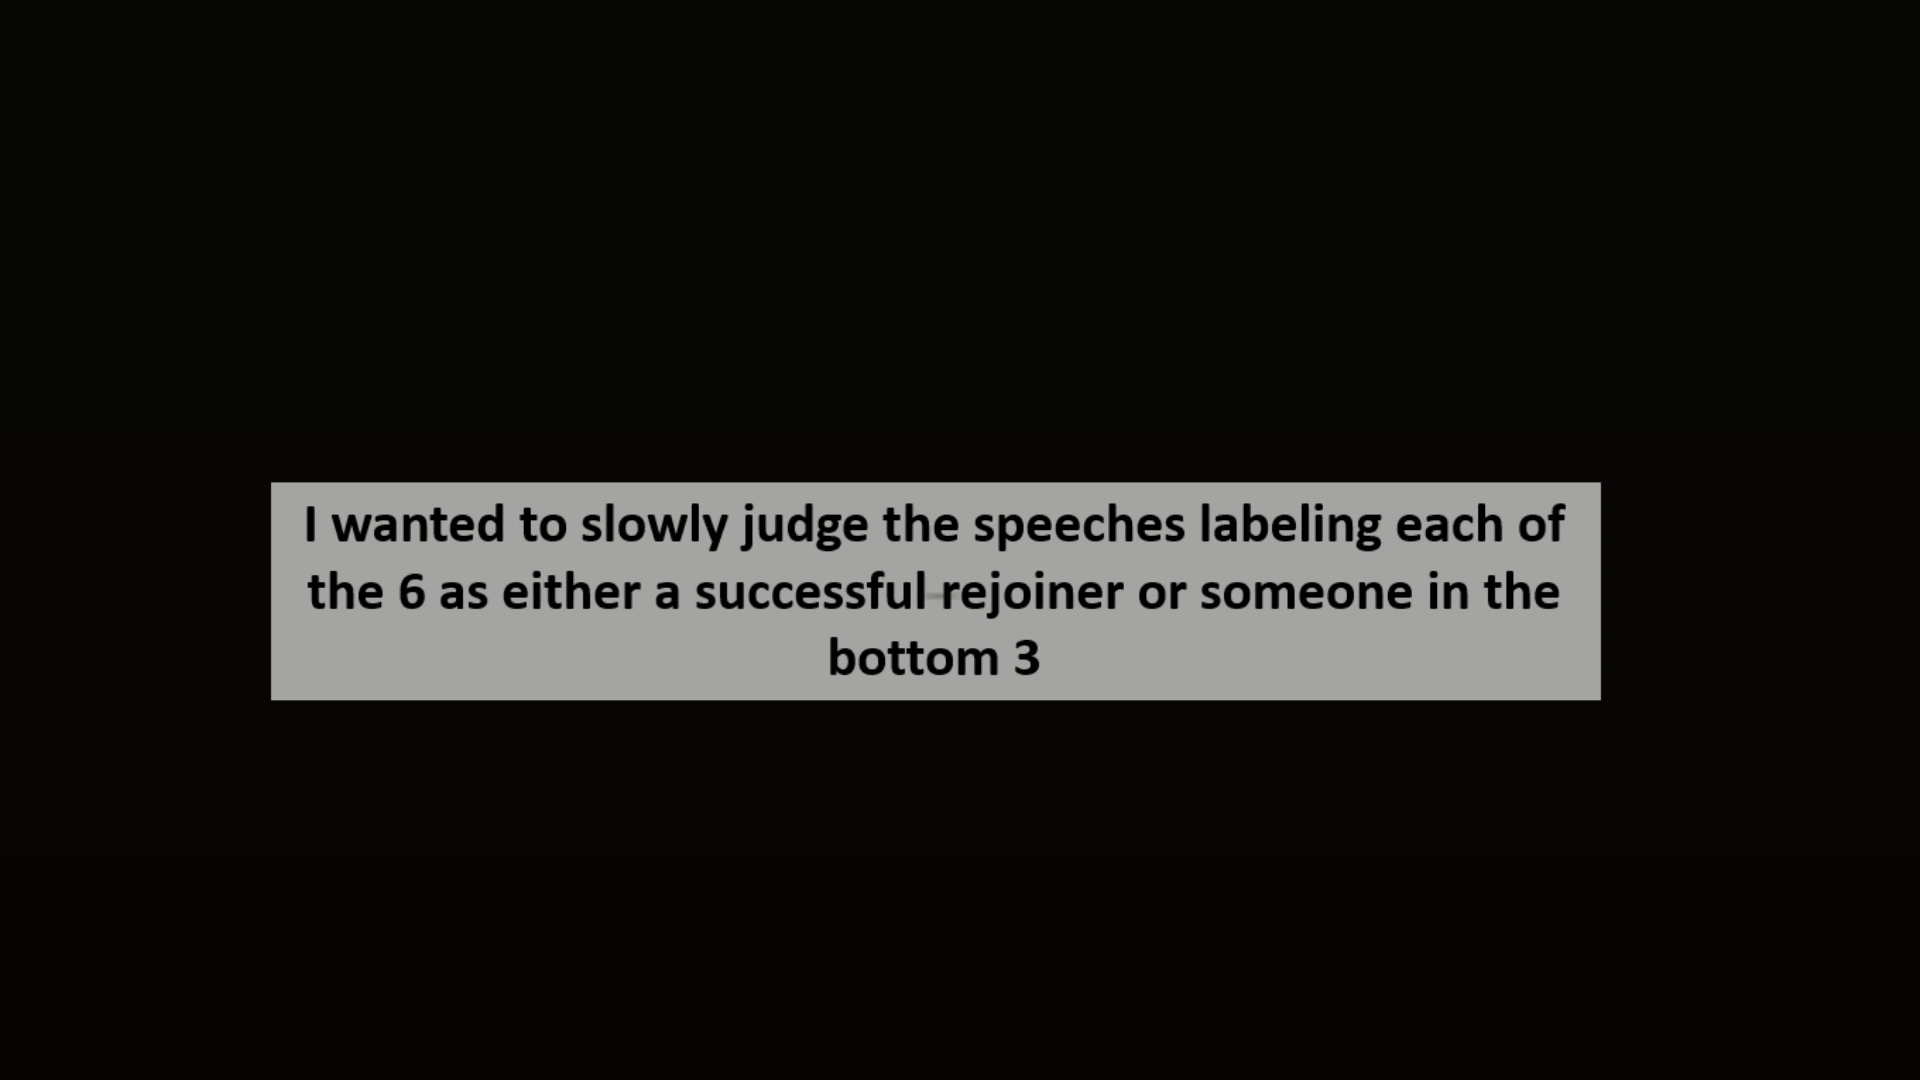 I wanted to slowly judge the speeches labeling each of
the 6 as either a successful rejoiner or someone in the
bottom 3